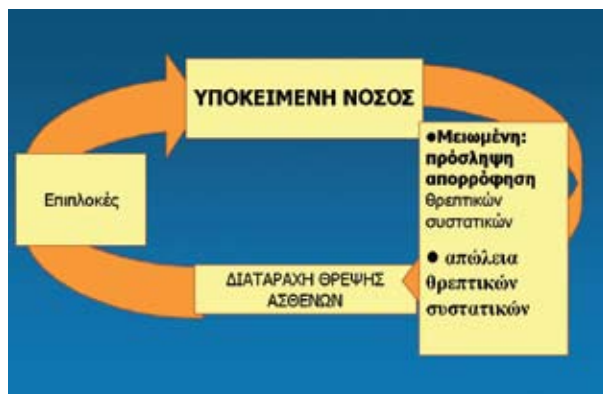 ΥΠΟΚΕΙΜΕΝΗ ΝΟΣΟΣ
●Μειωμένη:
πρόσληψη
απορρόφηση
θρεπτικών
συστατικών
● απώλεια
θρεπτικών
συστατικών
ΔΙΑΤΑΡΑΧΗ ΘΡΕΨΗΣ
ΑΣΘΕΝΩΝ
Επιπλοκές